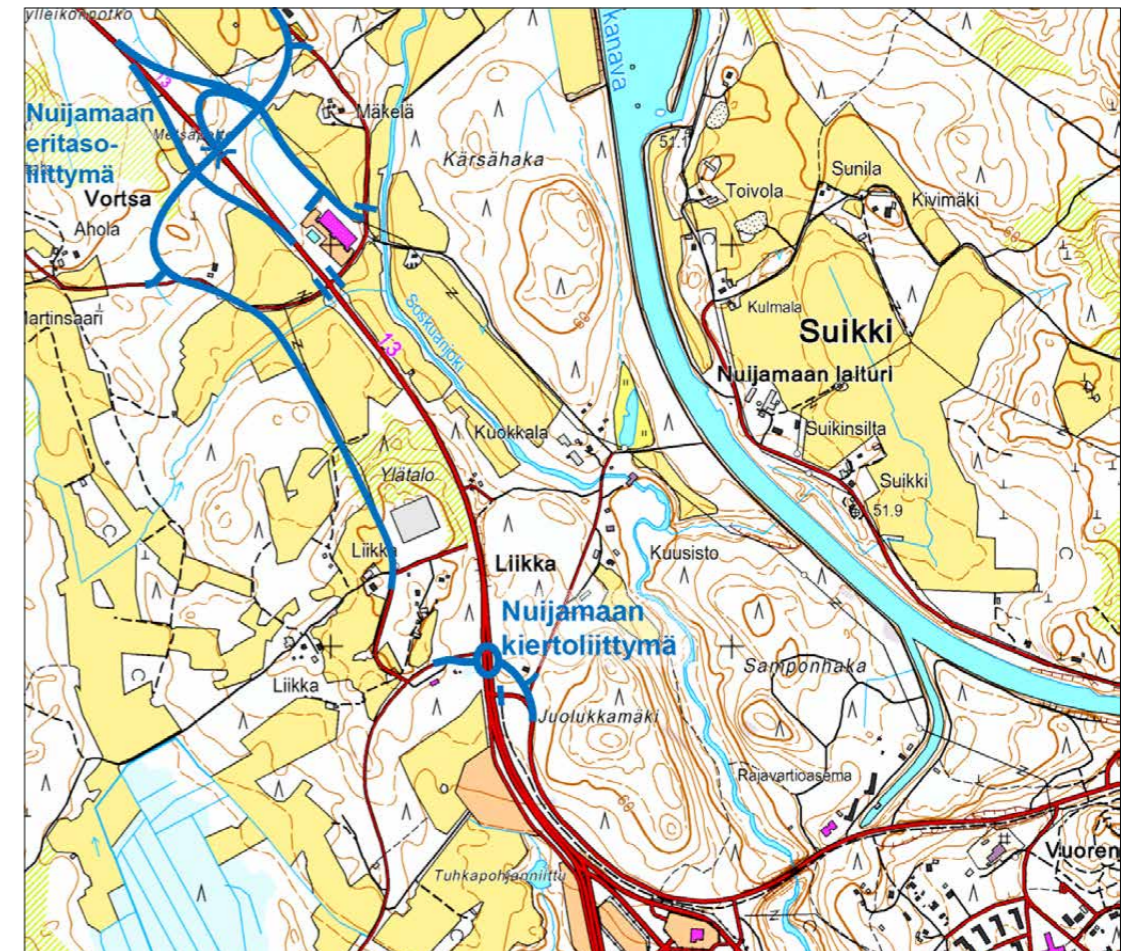 kanava
13
Nuijamaan
eritaso-
liittymä
Mäkelä
Kärsähaka
51.1
Toivola
Sunila
Kivimäki
Vortsa
Ahola
60
Kulmala
Martinsaari
Soskuanjoki
60
13
Suikki
Nuijamaan laituri
Suikinsilta
Kuokkala
Ylätalo
Suikki
51.9
Liikka
Liikka
Kuusisto
Nuijamaan
kiertoliittymä
Samponhaka
Liikka
Juolukkamäki
Rajavartioasema
60
Tuhkapohjanniittu
Vuoren